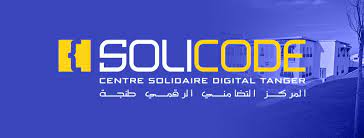 SOLICODE
CENTRE SOLIDAIRE DIGITAL TANGER
المركز التضامني الرقمي طنجة